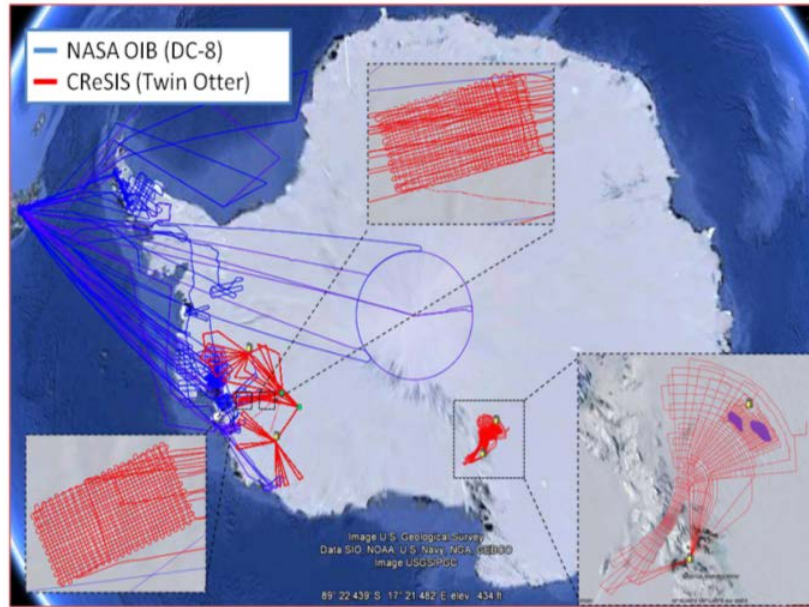 NASA OIB (DC-8)
CReSIS (Twin Otter)
Image U.S. Geological Survey
Data SIO, NOAA, U.S. Navy, NGA, GEBCO
Image USGS/PGC
89° 22.439' S 17° 21.482' E elev 434 ft